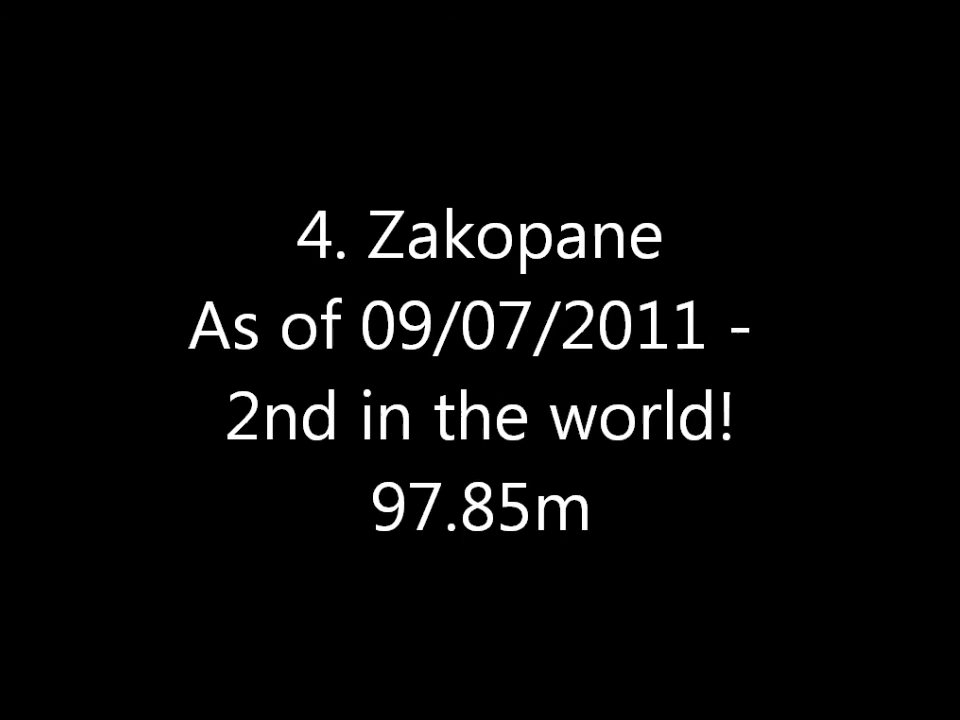 4. Zakopane
As of 09/07/2011 -
2nd in the world!
97.85m